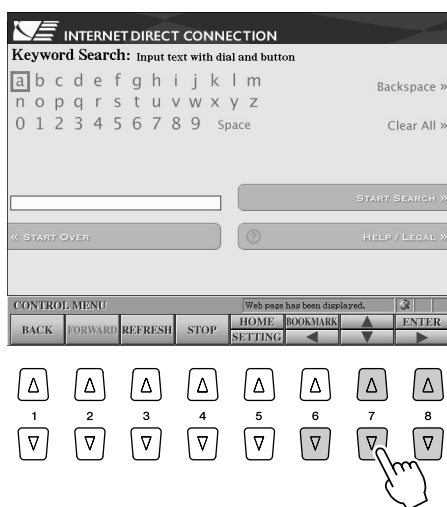 INTERNET DIRECT CONNECTION
Keyword Search: Input text with dial and button
a b c d e f g h i j k l m
Backspace »
n o p q r s t u v w x y z
0 1 2 3 4 5 6 7 8 9 Space
Clear All »
START SEARCH »
« START OVER
? HELP / LEGAL »
CONTROL MENU Web page has been displayed.
BACK FORWARD REFRESH STOP HOME BOOKMARK ▲ ENTER
SETTING ◀ ▼ ▶
1 2 3 4 5 6 7 8